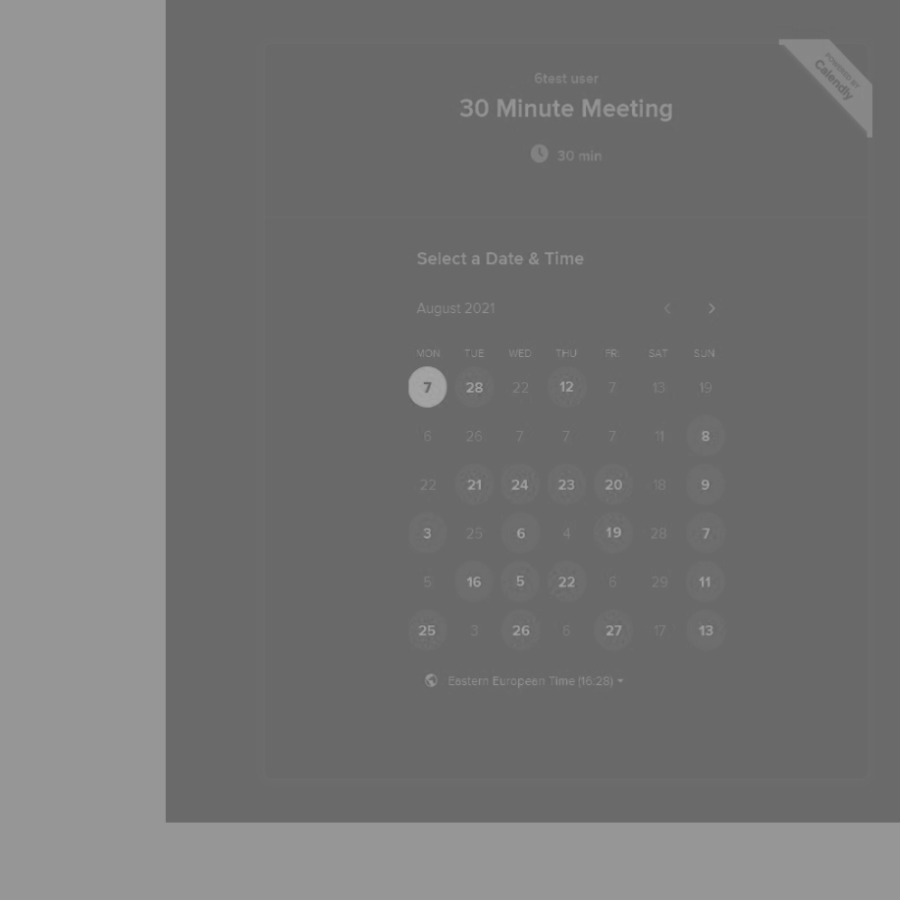 6test user
POWERED BY
Calendly
30 Minute Meeting
30 min
Select a Date & Time
August 2021
MON TUE WED THU FRI SAT SUN
7 28 22 12 7 13 19
6 26 7 7 7 11 8
22 21 24 23 20 18 9
3 25 6 4 19 28 7
5 16 5 22 6 29 11
25 3 26 6 27 17 13
Eastern European Time (16:28)